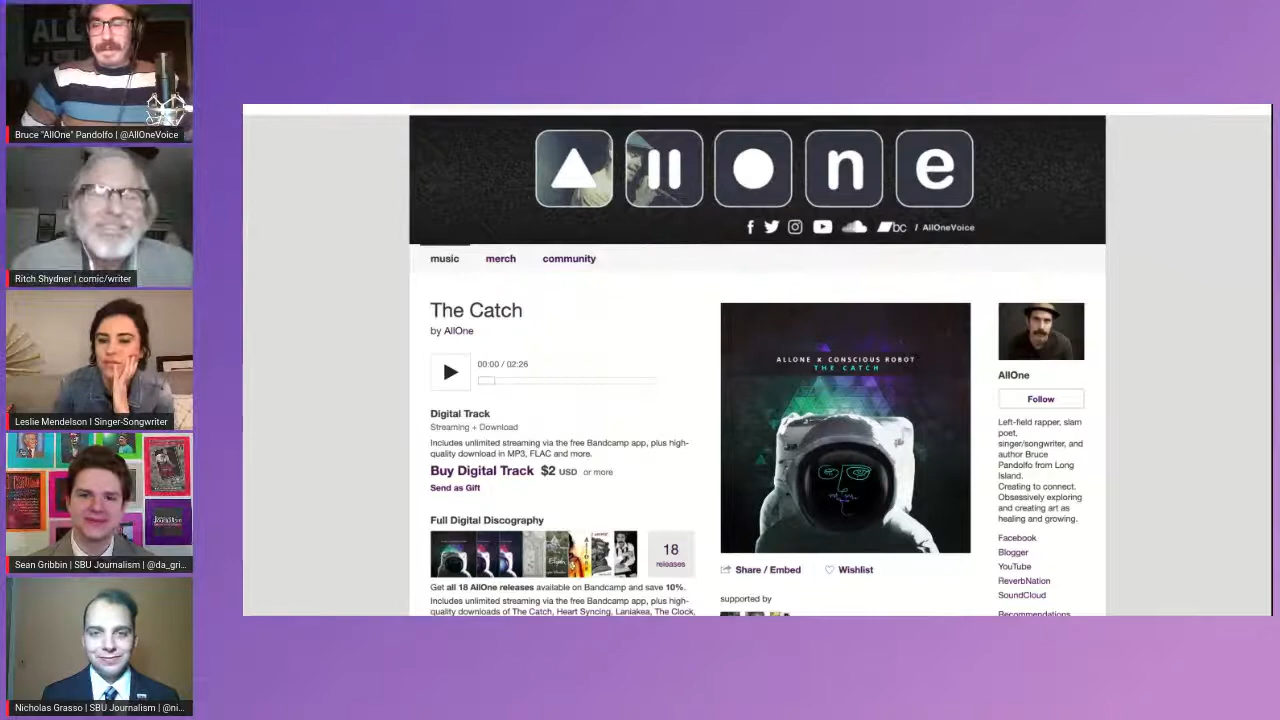 Bruce "AllOne" Pandolfo | @AllOneVoice
Ritch Shydner | comic/writer
Leslie Mendelson I Singer-Songwriter
Sean Gribbin | SBU Journalism | @da_gri...
Nicholas Grasso | SBU Journalism | @ni...
AllOne
bc / AllOneVoice
music merch community
The Catch
by AllOne
00:00 / 02:26
Digital Track
Streaming + Download
Includes unlimited streaming via the free Bandcamp app, plus high-
quality download in MP3, FLAC and more.
Buy Digital Track $2 USD or more
Send as Gift
Full Digital Discography
18
releases
Get all 18 AllOne releases available on Bandcamp and save 10%.
Includes unlimited streaming via the free Bandcamp app, plus high-
quality downloads of The Catch, Heart Syncing, Laniakea, The Clock,
ALLONE X CONSCIOUS ROBOT
THE CATCH
Share / Embed Wishlist
supported by
AllOne
Follow
Left-field rapper, slam
poet,
singer/songwriter, and
author Bruce
Pandolfo from Long
Island.
Creating to connect.
Obsessively exploring
and creating art as
healing and growing.
Facebook
Blogger
YouTube
ReverbNation
SoundCloud
Recommendations